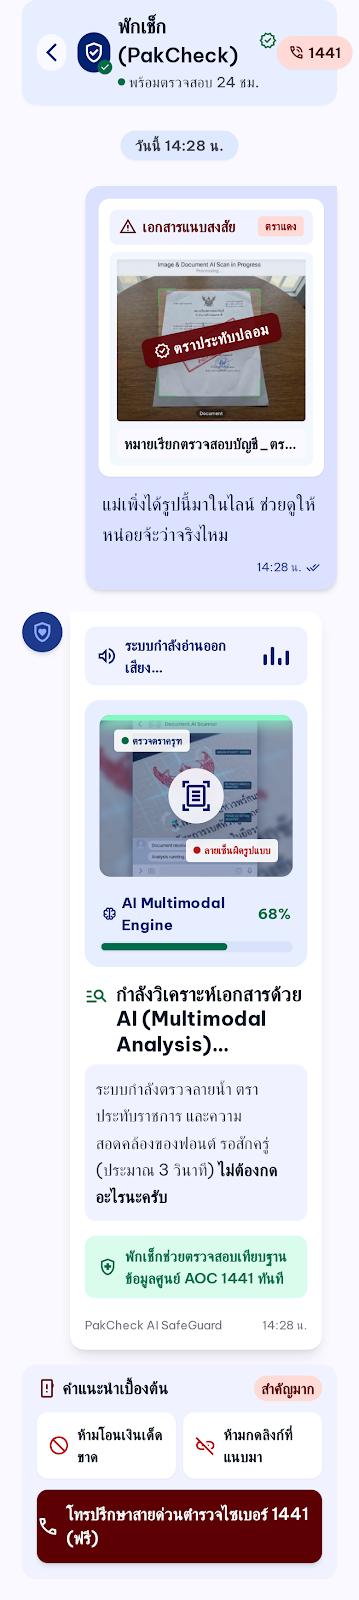 พักเช็ก
(PakCheck)
พร้อมตรวจสอบ 24 ชม.
1441
วันนี้ 14:28 น.
เอกสารแนบสงสัย
ตราแดง
Image & Document AI Scan in Progress
Processing...
ตราประทับปลอม
Document
หมายเรียกตรวจสอบบัญชี_ตร...
แม่เพิ่งได้รูปนี้มาในไลน์ ช่วยดูให้
หน่อยจ้ะว่าจริงไหม
14:28 น.
ระบบกำลังอ่านออก
เสียง...
Document AI Scanner
ตรวจตราครุฑ
ลายเซ็นผิดรูปแบบ
Analysis running
AI Multimodal
Engine
68%
กำลังวิเคราะห์เอกสารด้วย
AI (Multimodal
Analysis)...
ระบบกำลังตรวจลายน้ำ ตรา
ประทับราชการ และความ
สอดคล้องของฟอนต์ รอสักครู่
(ประมาณ 3 วินาที) ไม่ต้องกด
อะไรนะครับ
พักเช็กช่วยตรวจสอบเทียบฐาน
ข้อมูลศูนย์ AOC 1441 ทันที
PakCheck AI SafeGuard
14:28 น.
คำแนะนำเบื้องต้น
สำคัญมาก
ห้ามโอนเงินเด็ด
ขาด
ห้ามกดลิงก์ที่
แนบมา
โทรปรึกษาสายด่วนตำรวจไซเบอร์ 1441
(ฟรี)